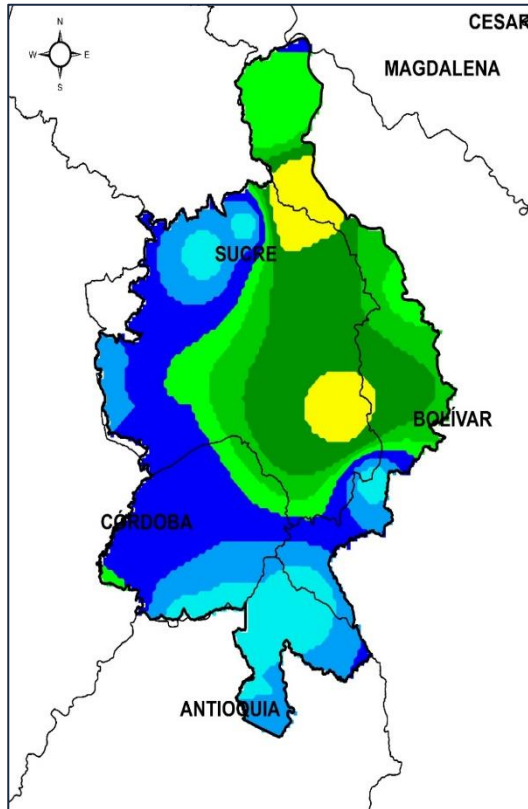 CESAR
N
W E
S
MAGDALENA
SUCRE
BOLÍVAR
CÓRDOBA
ANTIOQUIA